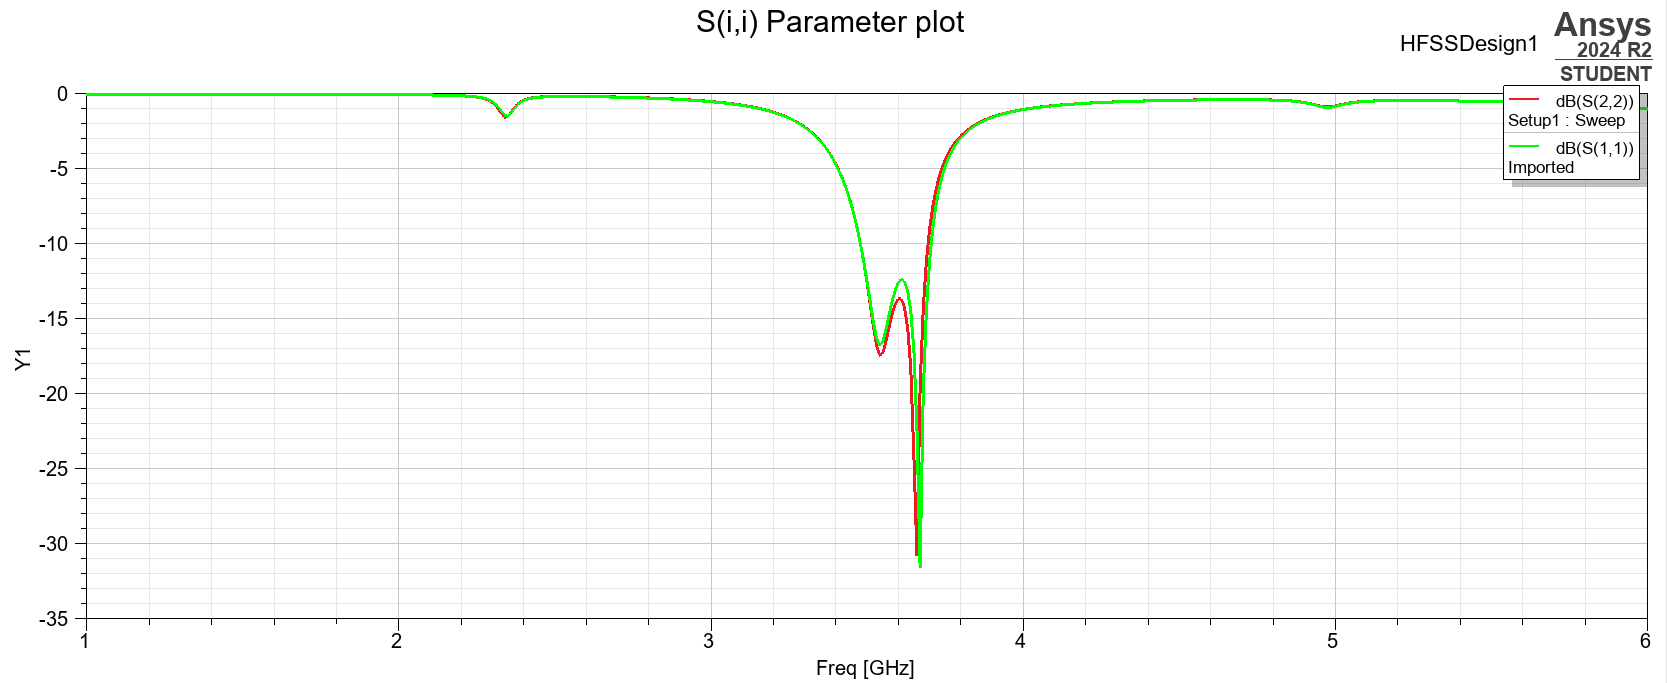 S(i,i) Parameter plot
HFSSDesign1
Ansys
2024 R2
STUDENT
dB(S(2,2))
Setup1 : Sweep
dB(S(1,1))
Imported
0
-5
-10
-15
-20
-25
-30
-35
Y1
1 2 3 4 5 6
Freq [GHz]